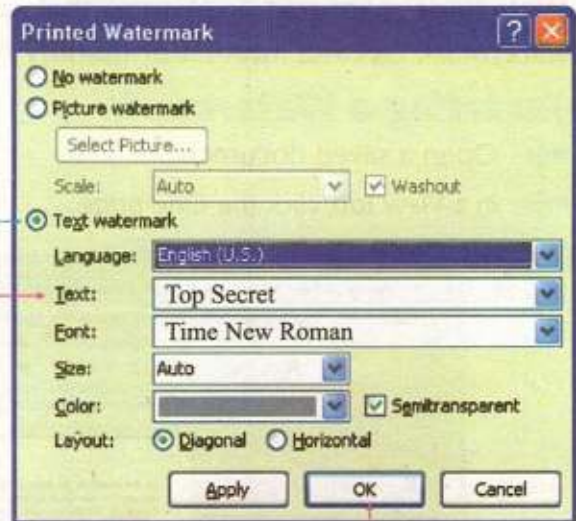 Printed Watermark
No watermark
Picture watermark
Select Picture...
Scale: Auto Washout
Text watermark
Language: English (U.S.)
Text: Top Secret
Font: Time New Roman
Size: Auto
Color: Semitransparent
Layout: Diagonal Horizontal
Apply OK Cancel